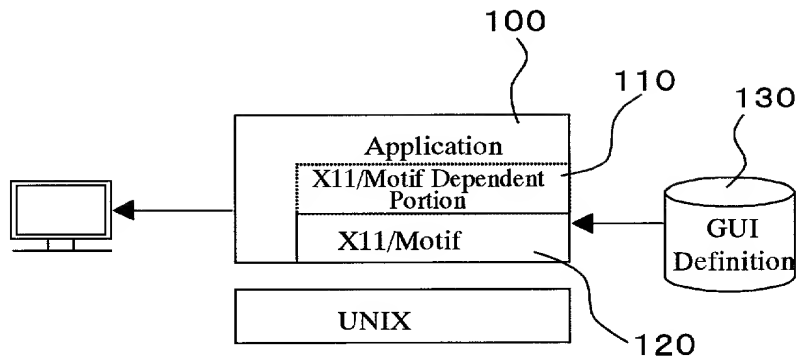 100
110
130
Application
X11/Motif Dependent
Portion
X11/Motif
GUI
Definition
UNIX
120